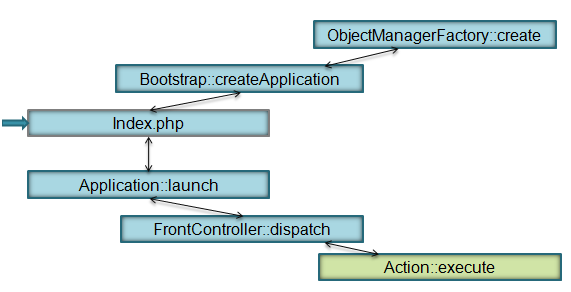 ObjectManagerFactory::create
Bootstrap::createApplication
Index.php
Application::launch
FrontController::dispatch
Action::execute